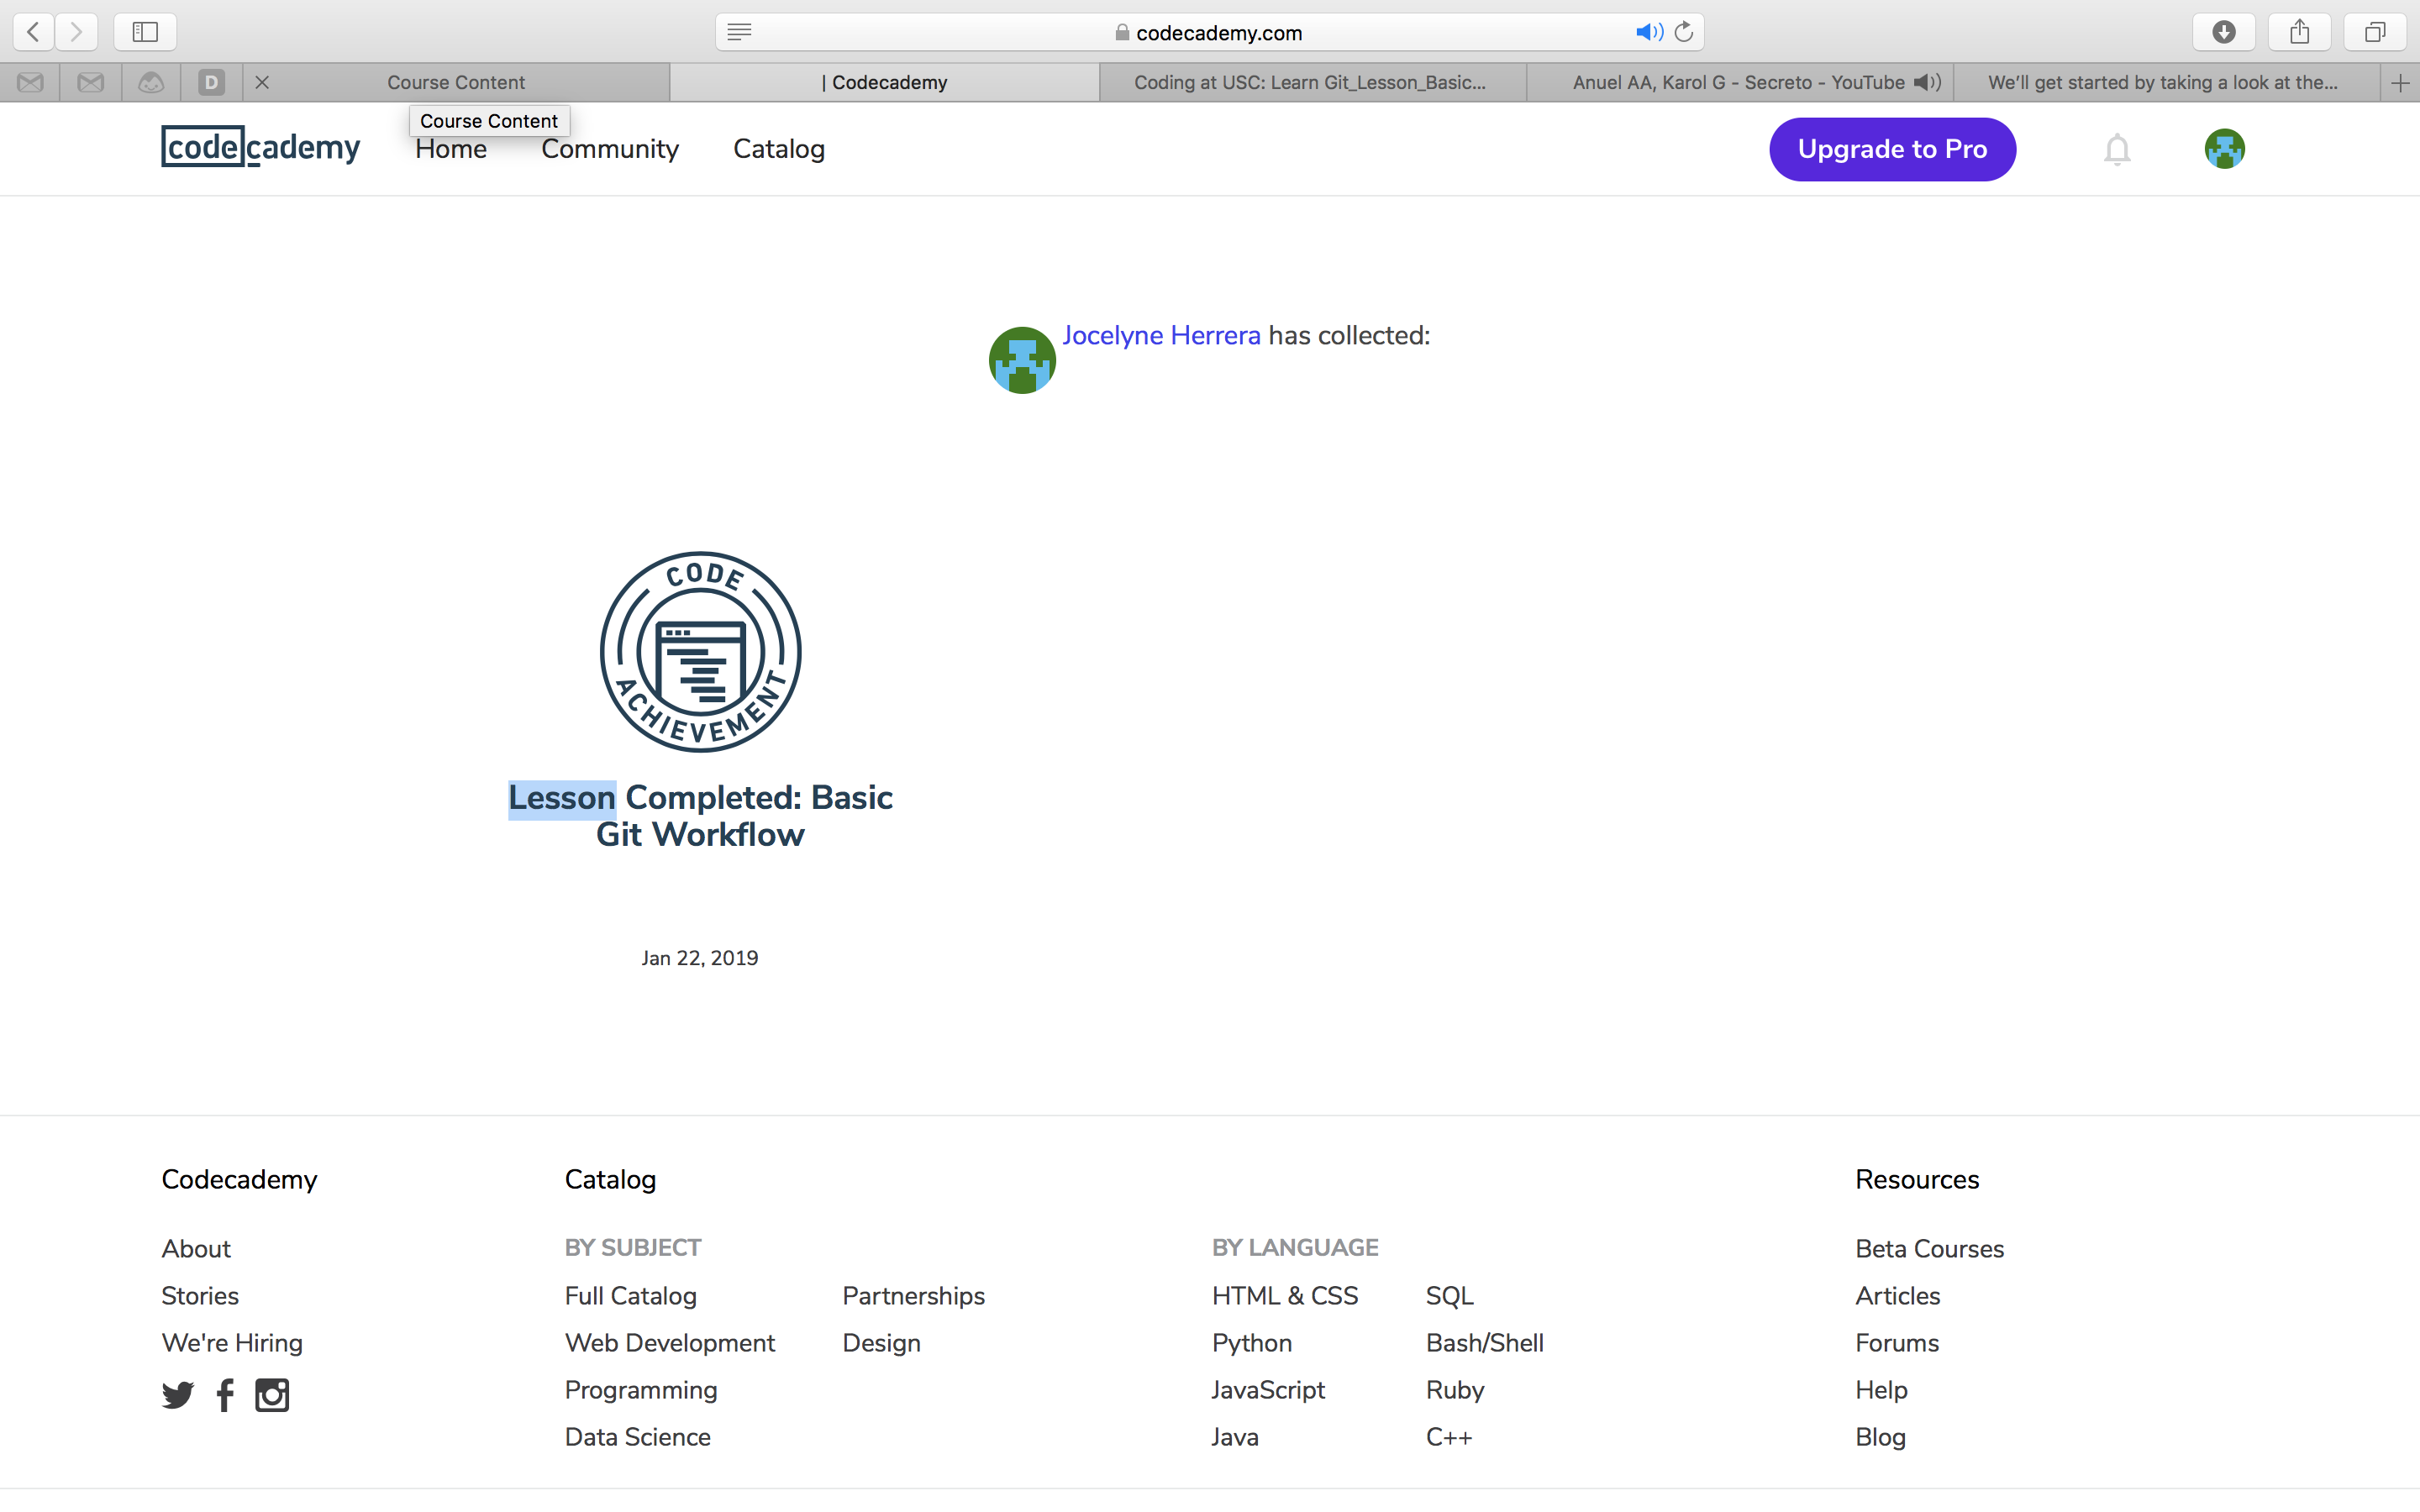 codecademy.com
D
Course Content
| Codecademy
Coding at USC: Learn Git_Lesson_Basic...
Anuel AA, Karol G - Secreto - YouTube
We'll get started by taking a look at the...
Course Content
codecademy
Home
Community
Catalog
Upgrade to Pro
Jocelyne Herrera has collected:
CODE
ACHIEVEMENT
Lesson Completed: Basic
Git Workflow
Jan 22, 2019
Codecademy
About
Stories
We're Hiring
Catalog
BY SUBJECT
Full Catalog
Web Development
Programming
Data Science
Partnerships
Design
BY LANGUAGE
HTML & CSS
Python
JavaScript
Java
SQL
Bash/Shell
Ruby
C++
Resources
Beta Courses
Articles
Forums
Help
Blog